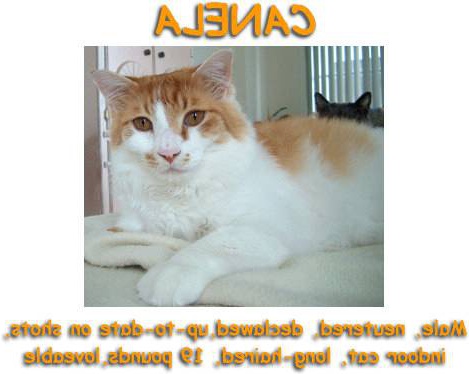 CANELA
Male, neutered, declawed,up-to-date on shots,
indoor cat, long-haired, 19 pounds,loveable